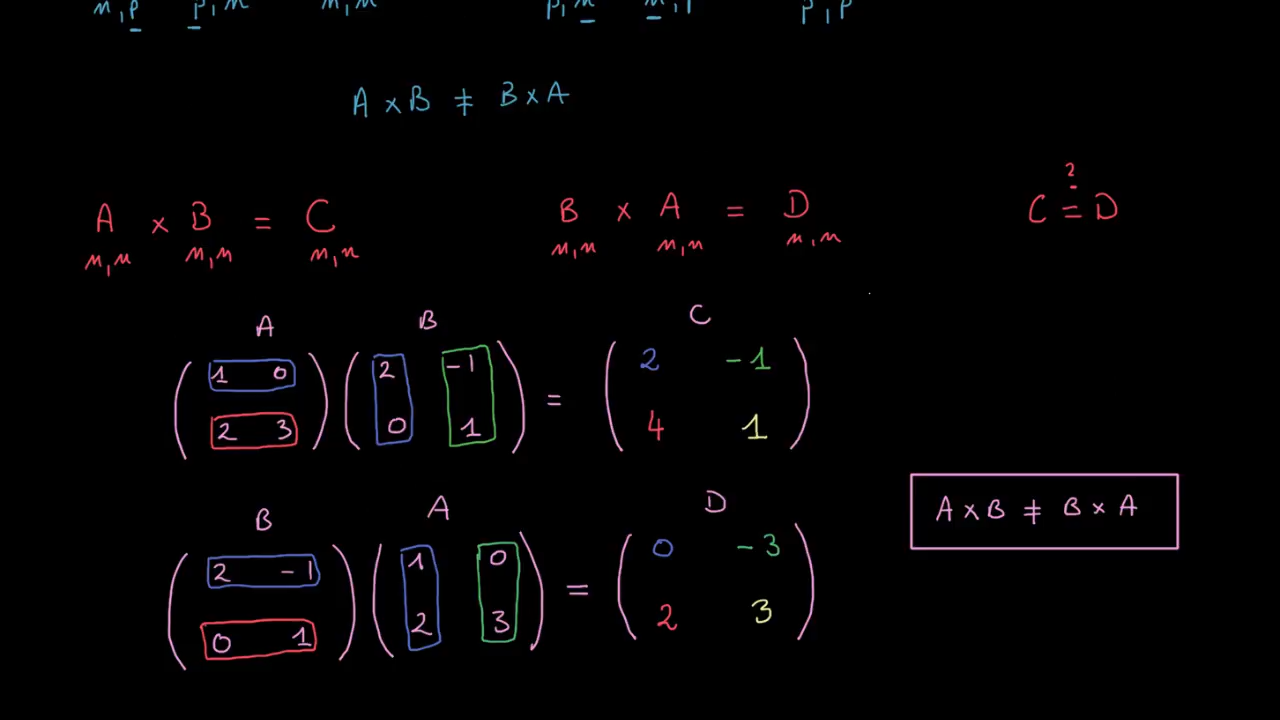 n,p p,n n,n p,n n,p p,p
A × B ≠ B × A
A × B = C B × A = D C ≟ D
n,n n,n n,n n,n n,n n,n
A B C
( 1 0 ) ( 2 -1 ) = ( 2 -1 )
( 2 3 ) ( 0 1 ) ( 4 1 )
B A D
A × B ≠ B × A
( 2 -1 ) ( 1 0 ) = ( 0 -3 )
( 0 1 ) ( 2 3 ) ( 2 3 )